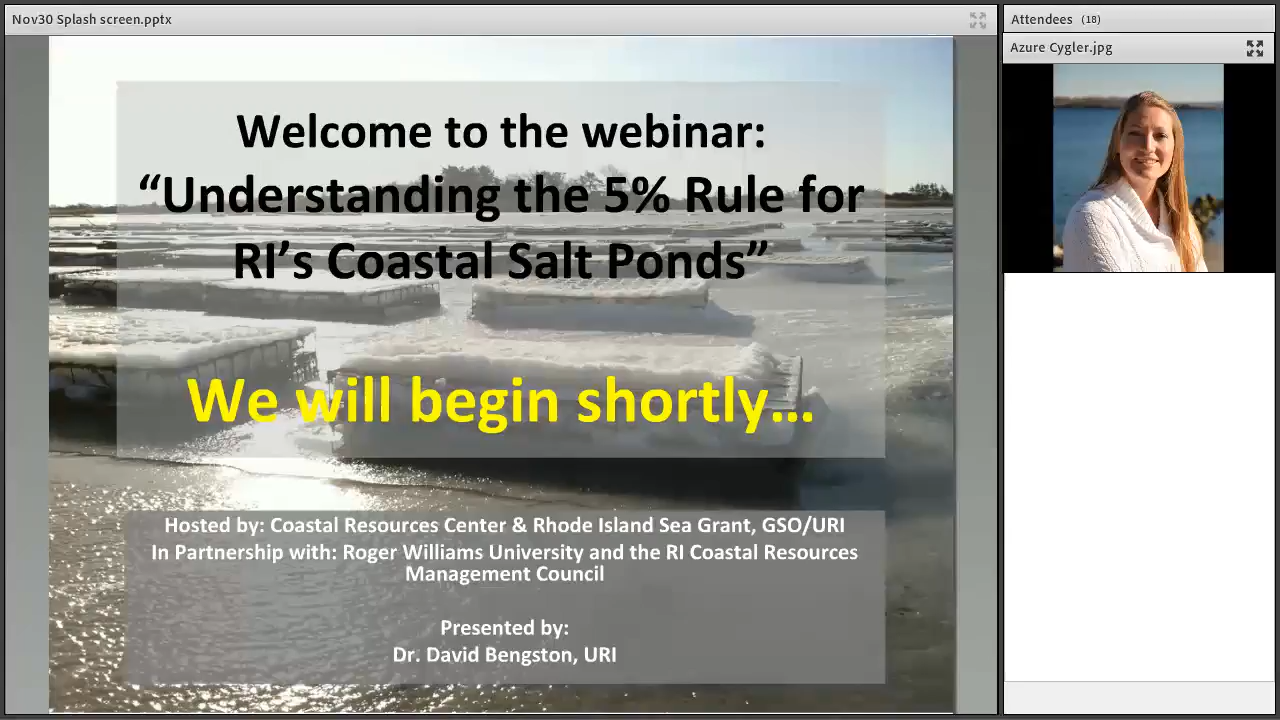 Nov30 Splash screen.pptx
Attendees (18)
Azure Cygler.jpg
Welcome to the webinar:
“Understanding the 5% Rule for
RI’s Coastal Salt Ponds”
We will begin shortly…
Hosted by: Coastal Resources Center & Rhode Island Sea Grant, GSO/URI
In Partnership with: Roger Williams University and the RI Coastal Resources
Management Council
Presented by:
Dr. David Bengston, URI